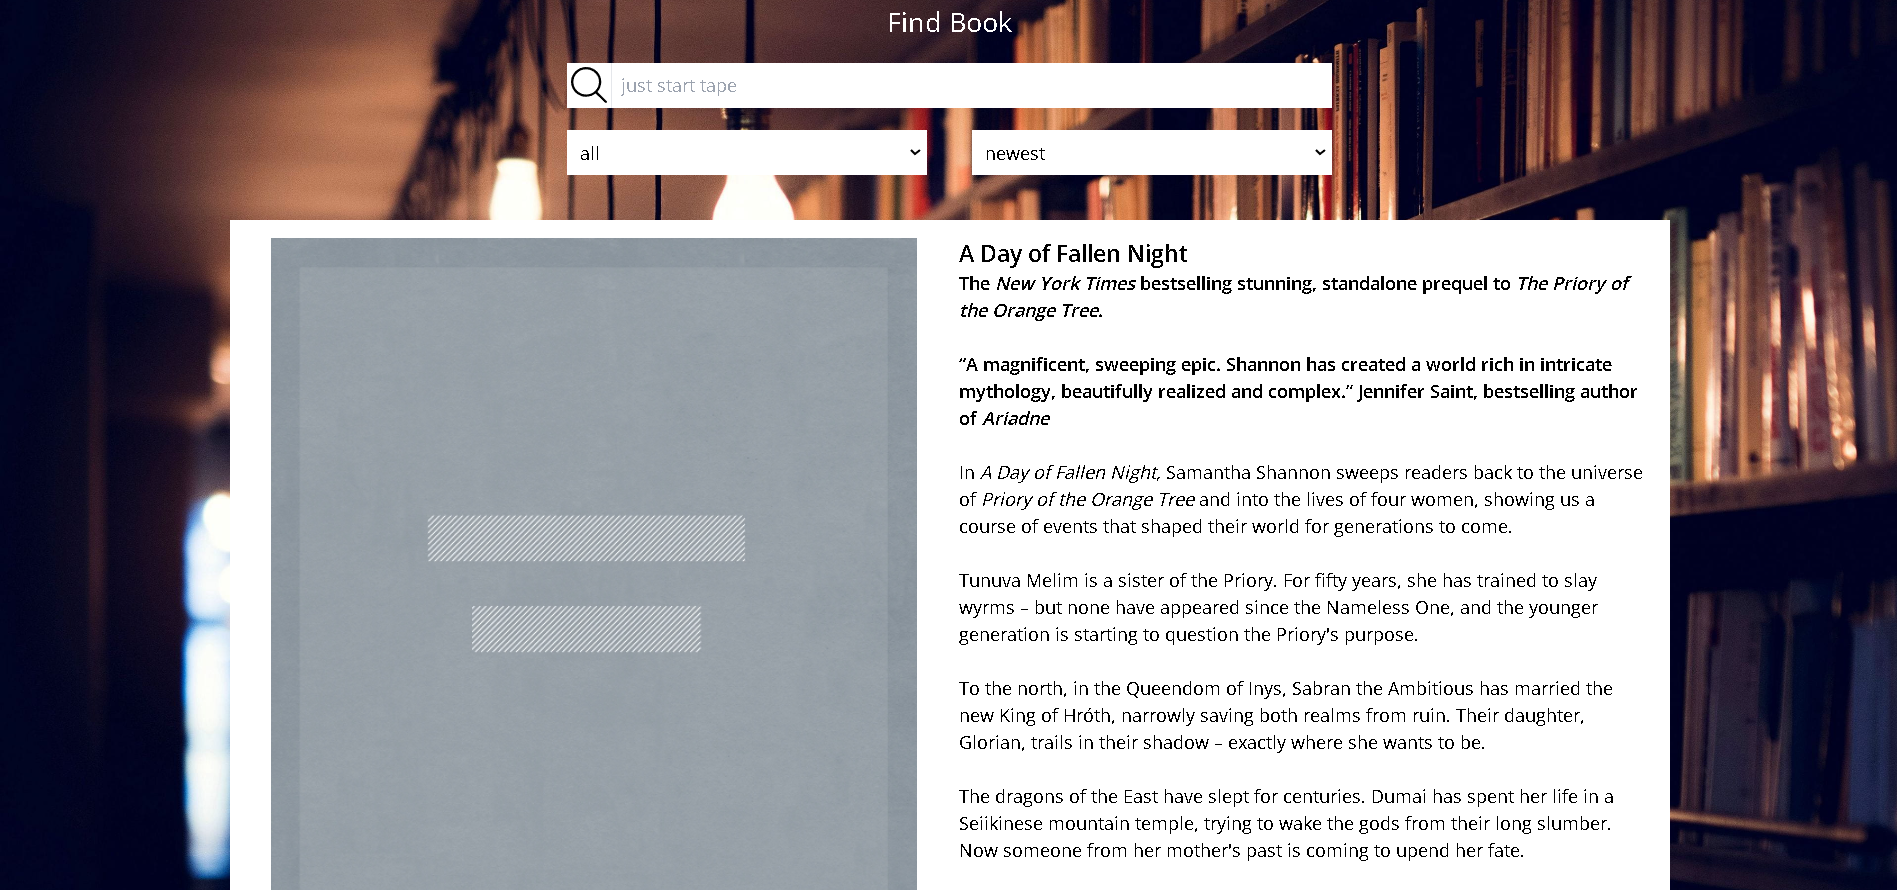 Find Book
just start tape
all
newest
A Day of Fallen Night
The New York Times bestselling stunning, standalone prequel to The Priory of
the Orange Tree.
“A magnificent, sweeping epic. Shannon has created a world rich in intricate
mythology, beautifully realized and complex.” Jennifer Saint, bestselling author
of Ariadne
In A Day of Fallen Night, Samantha Shannon sweeps readers back to the universe
of Priory of the Orange Tree and into the lives of four women, showing us a
course of events that shaped their world for generations to come.
Tunuva Melim is a sister of the Priory. For fifty years, she has trained to slay
wyrms – but none have appeared since the Nameless One, and the younger
generation is starting to question the Priory's purpose.
To the north, in the Queendom of Inys, Sabran the Ambitious has married the
new King of Hróth, narrowly saving both realms from ruin. Their daughter,
Glorian, trails in their shadow – exactly where she wants to be.
The dragons of the East have slept for centuries. Dumai has spent her life in a
Seiikinese mountain temple, trying to wake the gods from their long slumber.
Now someone from her mother's past is coming to upend her fate.